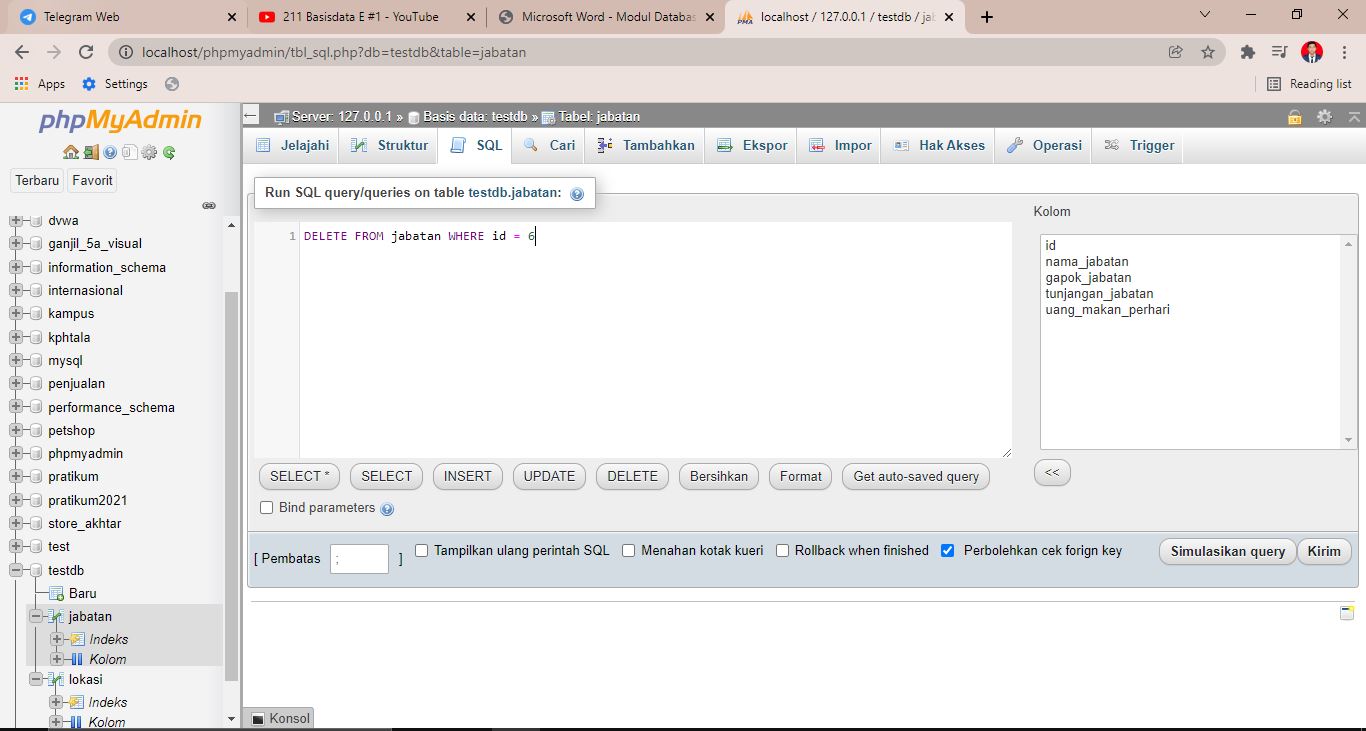 Telegram Web
211 Basisdata E #1 - YouTube
Microsoft Word - Modul Databas
localhost / 127.0.0.1 / testdb / jab
localhost/phpmyadmin/tbl_sql.php?db=testdb&table=jabatan
Apps
Settings
Reading list
phpMyAdmin
Terbaru
Favorit
dvwa
ganjil_5a_visual
information_schema
internasional
kampus
kphtala
mysql
penjualan
performance_schema
petshop
phpmyadmin
pratikum
pratikum2021
store_akhtar
test
testdb
Baru
jabatan
Indeks
Kolom
lokasi
Indeks
Kolom
Server: 127.0.0.1 » Basis data: testdb » Tabel: jabatan
Jelajahi
Struktur
SQL
Cari
Tambahkan
Ekspor
Impor
Hak Akses
Operasi
Trigger
Run SQL query/queries on table testdb.jabatan:
1 DELETE FROM jabatan WHERE id = 6
Kolom
id
nama_jabatan
gapok_jabatan
tunjangan_jabatan
uang_makan_perhari
SELECT *
SELECT
INSERT
UPDATE
DELETE
Bersihkan
Format
Get auto-saved query
<<
Bind parameters
[ Pembatas ; ]
Tampilkan ulang perintah SQL
Menahan kotak kueri
Rollback when finished
Perbolehkan cek forign key
Simulasikan query
Kirim
Konsol